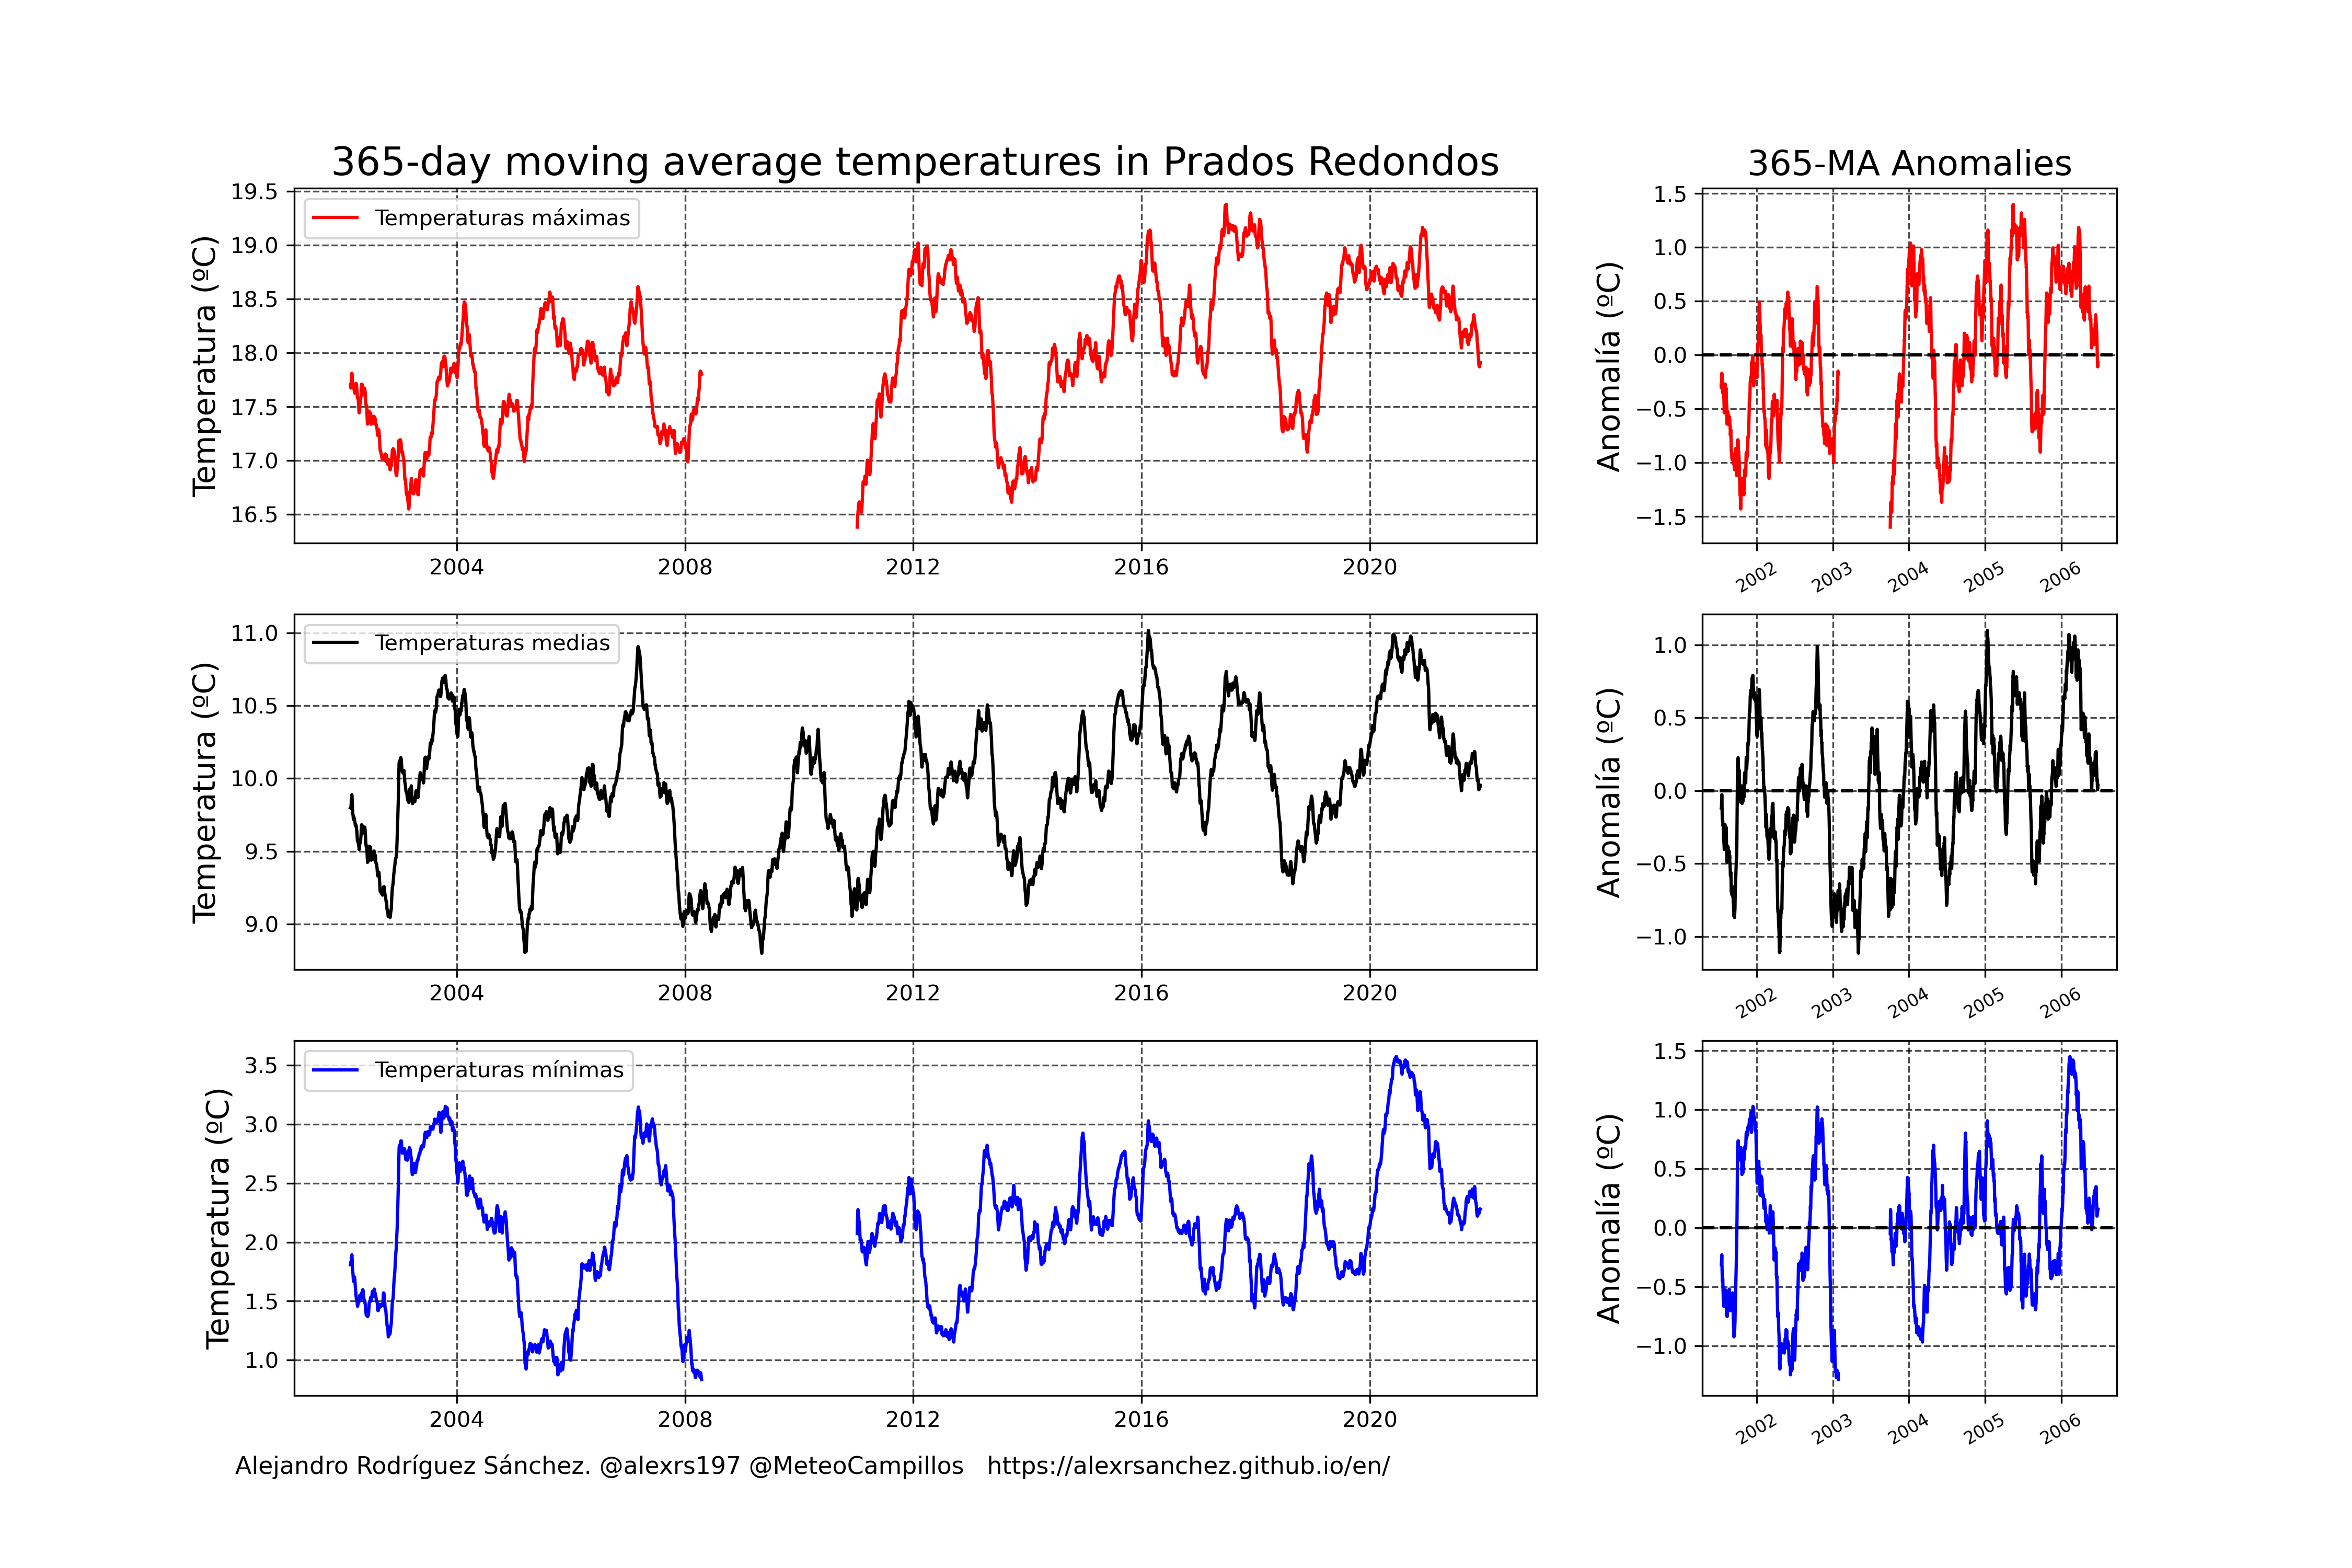 365-day moving average temperatures in Prados Redondos
365-MA Anomalies
Temperatura (ºC)
19.5
19.0
18.5
18.0
17.5
17.0
16.5
Temperaturas máximas
2004 2008 2012 2016 2020
Anomalía (ºC)
1.5
1.0
0.5
0.0
−0.5
−1.0
−1.5
2002 2003 2004 2005 2006
Temperatura (ºC)
11.0
10.5
10.0
9.5
9.0
Temperaturas medias
2004 2008 2012 2016 2020
Anomalía (ºC)
1.0
0.5
0.0
−0.5
−1.0
2002 2003 2004 2005 2006
Temperatura (ºC)
3.5
3.0
2.5
2.0
1.5
1.0
Temperaturas mínimas
2004 2008 2012 2016 2020
Anomalía (ºC)
1.5
1.0
0.5
0.0
−0.5
−1.0
2002 2003 2004 2005 2006
Alejandro Rodríguez Sánchez. @alexrs197 @MeteoCampillos https://alexrsanchez.github.io/en/